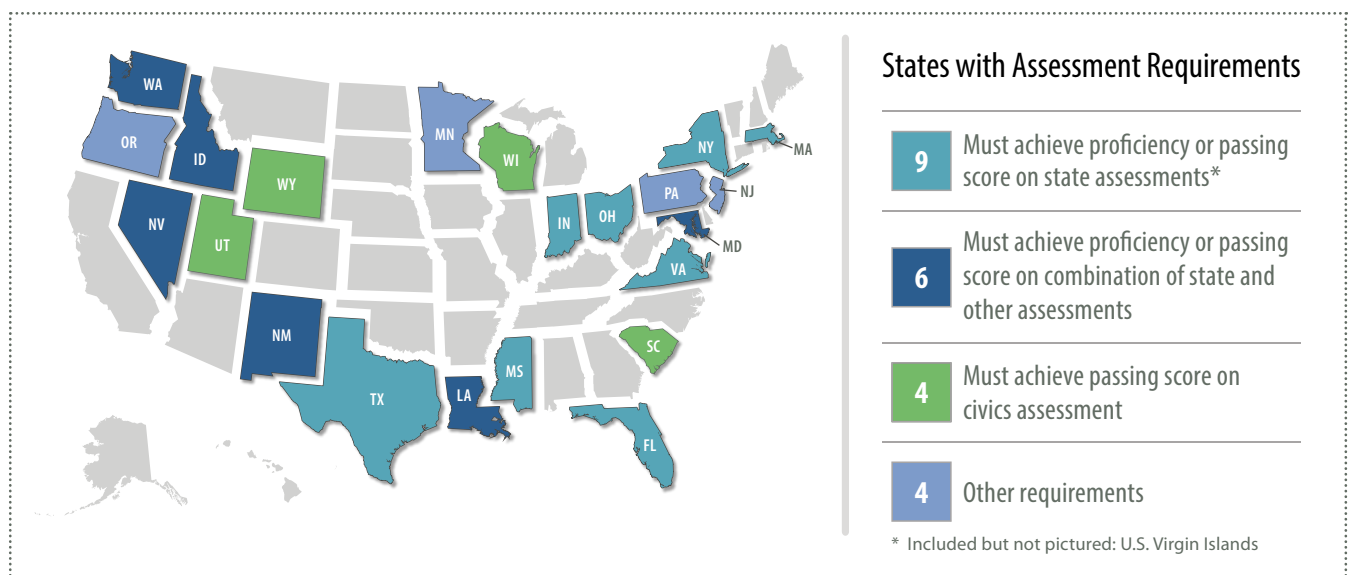 WA
OR
ID
WY
NV
UT
NM
TX
MN
WI
IN
OH
NY
MA
PA
NJ
MD
VA
SC
LA
MS
FL
States with Assessment Requirements
9
Must achieve proficiency or passing
score on state assessments*
6
Must achieve proficiency or passing
score on combination of state and
other assessments
4
Must achieve passing score on
civics assessment
4
Other requirements
* Included but not pictured: U.S. Virgin Islands